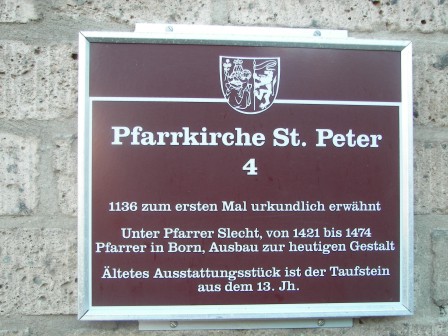 Pfarrkirche St. Peter
4
1136 zum ersten Mal urkundlich erwähnt
Unter Pfarrer Slecht, von 1421 bis 1474
Pfarrer in Born, Ausbau zur heutigen Gestalt
Ältetes Ausstattungsstück ist der Taufstein
aus dem 13. Jh.